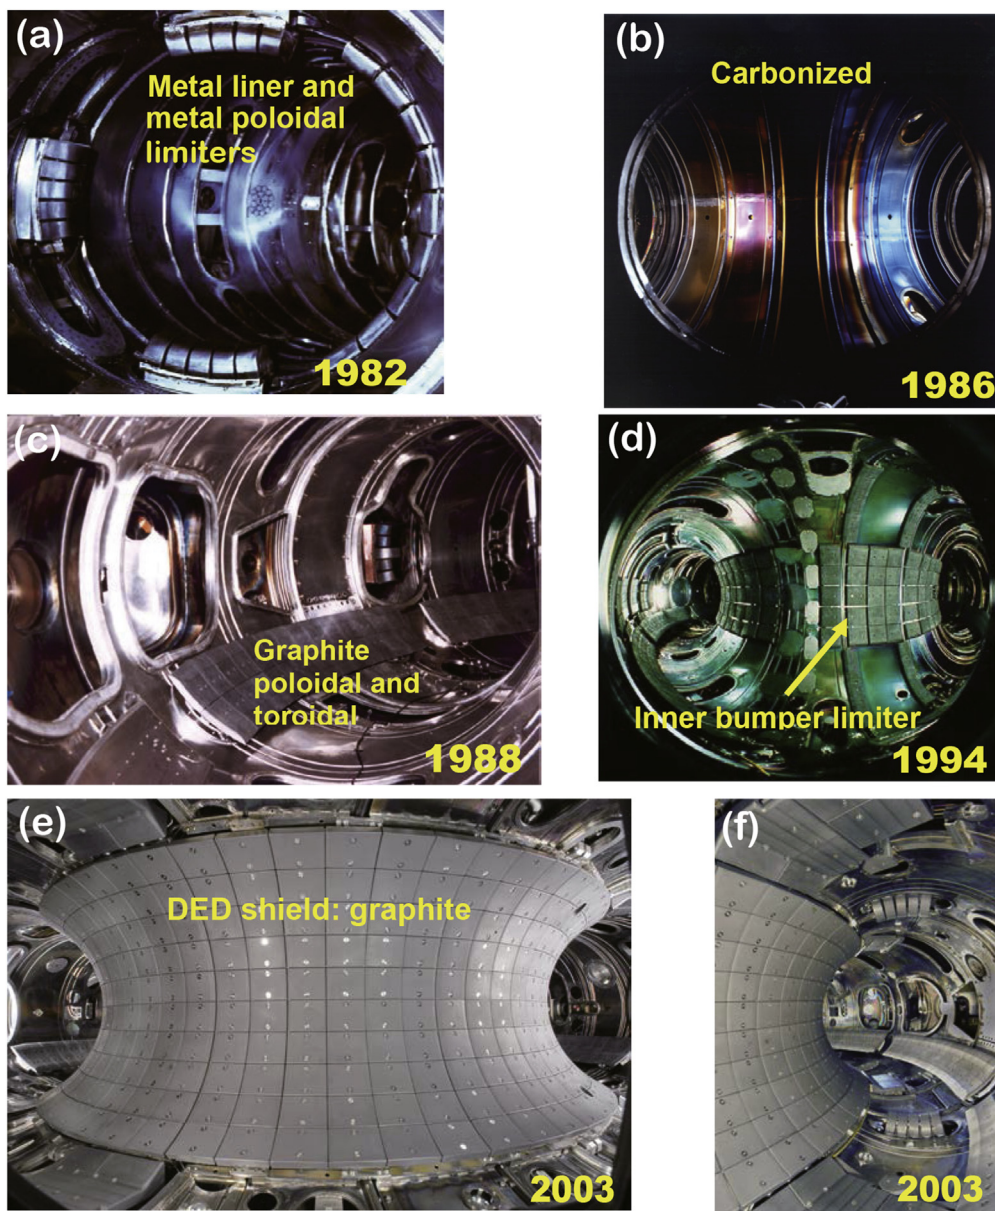 (a)
Metal liner and
metal poloidal
limiters
1982
(b)
Carbonized
1986
(c)
Graphite
poloidal and
toroidal
1988
(d)
Inner bumper limiter
1994
(e)
DED shield: graphite
2003
(f)
2003